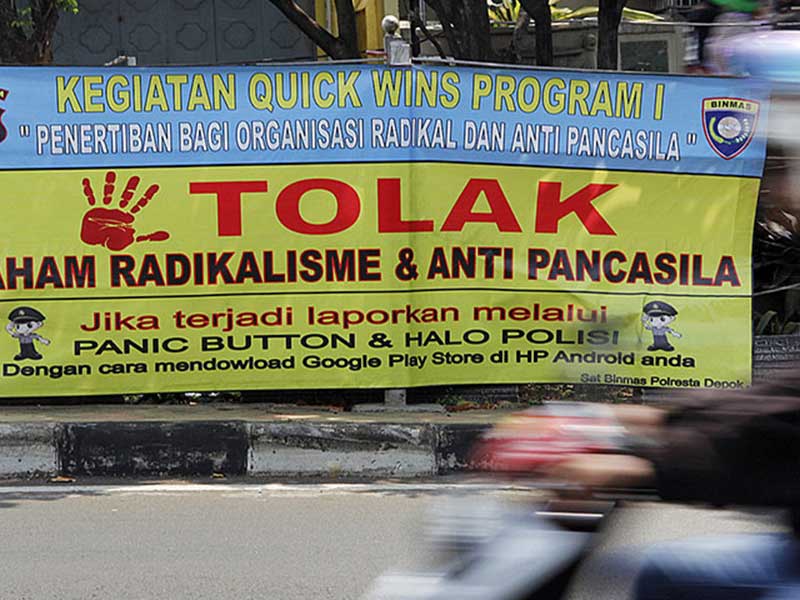 KEGIATAN QUICK WINS PROGRAM I
" PENERTIBAN BAGI ORGANISASI RADIKAL DAN ANTI PANCASILA "
BINMAS
TOLAK
AHAM RADIKALISME & ANTI PANCASILA
Jika terjadi laporkan melalui
PANIC BUTTON & HALO POLISI
Dengan cara mendowload Google Play Store di HP Android anda
Sat Binmas Polresta Depok